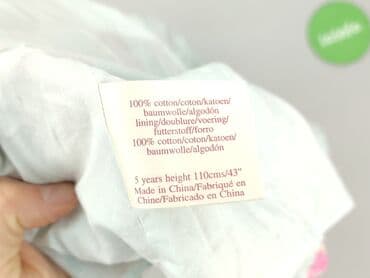 100% cotton/coton/katoen/
baumwolle/algodón
lining/doublure/voering/
futterstoff/forro
100% cotton/coton/katoen/
baumwolle/algodón
5 years height 110cms/43"
Made in China/Fabriqué en
Chine/Fabricado en China